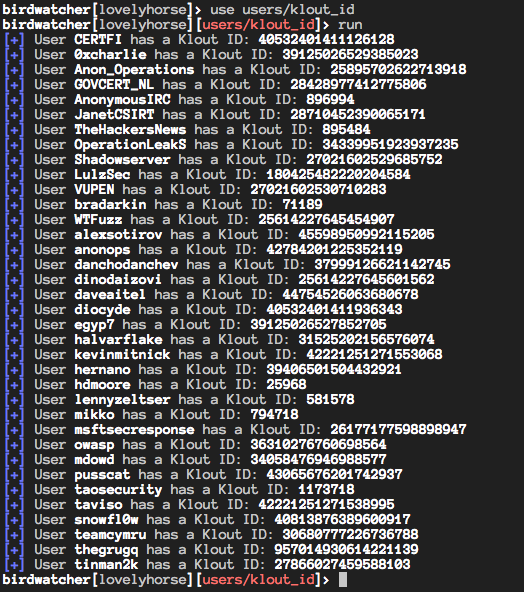 birdwatcher[lovelyhorse]> use users/klout_id
birdwatcher[lovelyhorse][users/klout_id]> run
[+] User CERTFI has a Klout ID: 40532401411126128
[+] User 0xcharlie has a Klout ID: 39125026529385023
[+] User Anon_Operations has a Klout ID: 25895702622713918
[+] User GOVCERT_NL has a Klout ID: 28428977412775806
[+] User AnonymousIRC has a Klout ID: 896994
[+] User JanetCSIRT has a Klout ID: 28710452390065171
[+] User TheHackersNews has a Klout ID: 895484
[+] User OperationLeakS has a Klout ID: 34339951923937235
[+] User Shadowserver has a Klout ID: 27021602529685752
[+] User LulzSec has a Klout ID: 180425482220204584
[+] User VUPEN has a Klout ID: 27021602530710283
[+] User bradarkin has a Klout ID: 71189
[+] User WTFuzz has a Klout ID: 25614227645454907
[+] User alexsotirov has a Klout ID: 45598950992115205
[+] User anonops has a Klout ID: 42784201225352119
[+] User danchodanchev has a Klout ID: 37999126621142745
[+] User dinodaizovi has a Klout ID: 25614227645601562
[+] User daveaitel has a Klout ID: 44754526063680678
[+] User diocyde has a Klout ID: 40532401411936343
[+] User egyp7 has a Klout ID: 39125026527852705
[+] User halvarflake has a Klout ID: 31525202156576074
[+] User kevinmitnick has a Klout ID: 42221251271553068
[+] User hernano has a Klout ID: 39406501504432921
[+] User hdmoore has a Klout ID: 25968
[+] User lennyzeltser has a Klout ID: 581578
[+] User mikko has a Klout ID: 794718
[+] User msftsecresponse has a Klout ID: 26177177598898947
[+] User owasp has a Klout ID: 36310276760698564
[+] User mdowd has a Klout ID: 34058476946988577
[+] User pusscat has a Klout ID: 43065676201742937
[+] User taosecurity has a Klout ID: 1173718
[+] User taviso has a Klout ID: 42221251271538995
[+] User snowfl0w has a Klout ID: 40813876389600917
[+] User teamcymru has a Klout ID: 30680777226736788
[+] User thegrugq has a Klout ID: 957014930614221139
[+] User tinman2k has a Klout ID: 27866027459588103
birdwatcher[lovelyhorse][users/klout_id]>